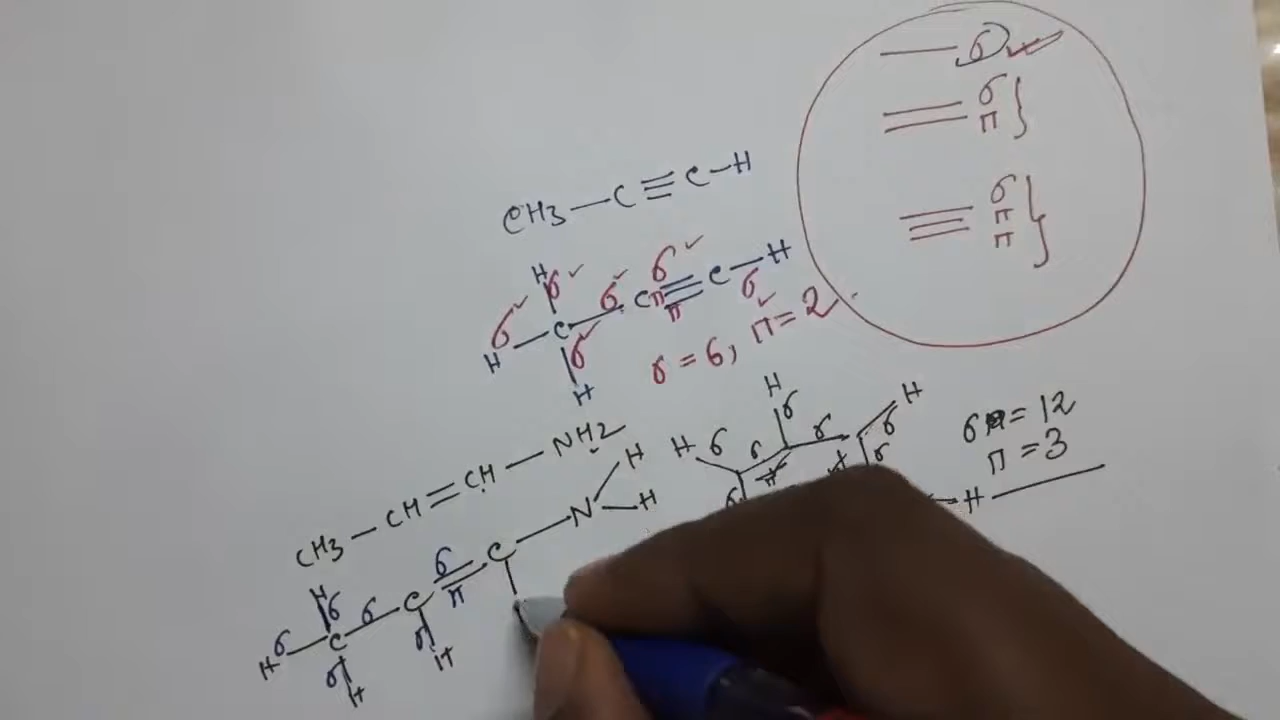 — σ
= σ π }
≡ σ π π }
CH3—C≡C—H
H
σ σ σ σ
H—C—C≡C—H
σ π π σ
H
σ = 6, π = 2
CH3—CH=CH—NH2
H
H σ C σ C σ C N H
σ σ π
H H
H
H σ σ σ σ H
σ π π σ
H
σ = 12
π = 3